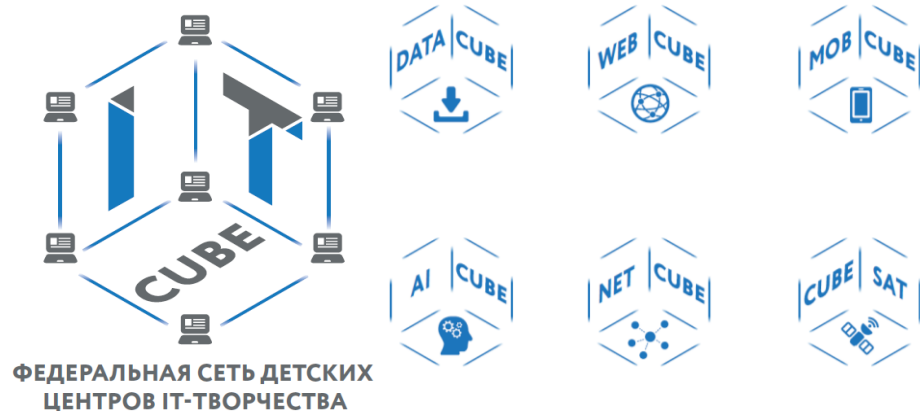 IT
CUBE
ФЕДЕРАЛЬНАЯ СЕТЬ ДЕТСКИХ
ЦЕНТРОВ IT-ТВОРЧЕСТВА
DATA CUBE
WEB CUBE
MOB CUBE
AI CUBE
NET CUBE
CUBE SAT